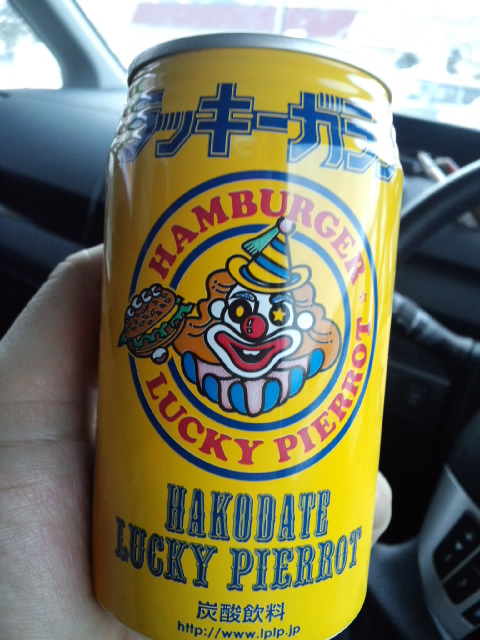 ラッキーガラナ
HAMBURGER
LUCKY PIERROT
HAKODATE
LUCKY PIERROT
炭酸飲料
http://www.lplp.jp